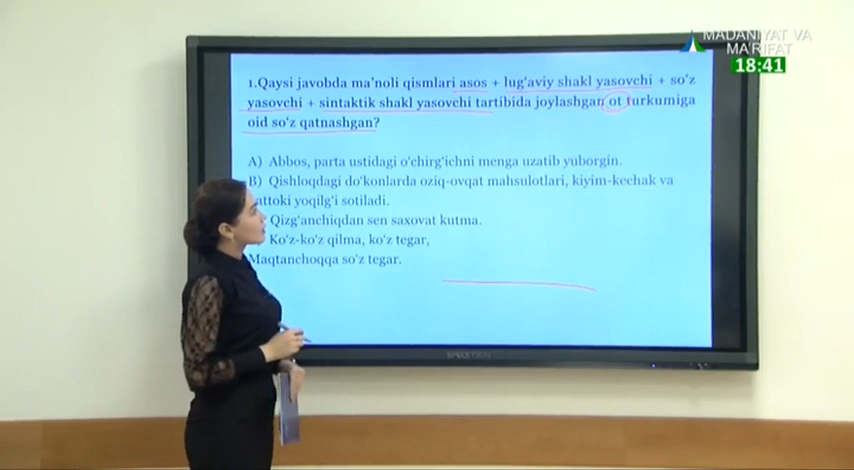 MADANIYAT VA
MA'RIFAT
18:41
1.Qaysi javobda ma'noli qismlari asos + lug'aviy shakl yasovchi + so'z
yasovchi + sintaktik shakl yasovchi tartibida joylashgan ot turkumiga
oid so'z qatnashgan?
A) Abbos, parta ustidagi o'chirg'ichni menga uzatib yuborgin.
B) Qishloqdagi do'konlarda oziq-ovqat mahsulotlari, kiyim-kechak va
attoki yoqilg'i sotiladi.
Qizg'anchiqdan sen saxovat kutma.
Ko'z-ko'z qilma, ko'z tegar,
Maqtanchoqqa so'z tegar.